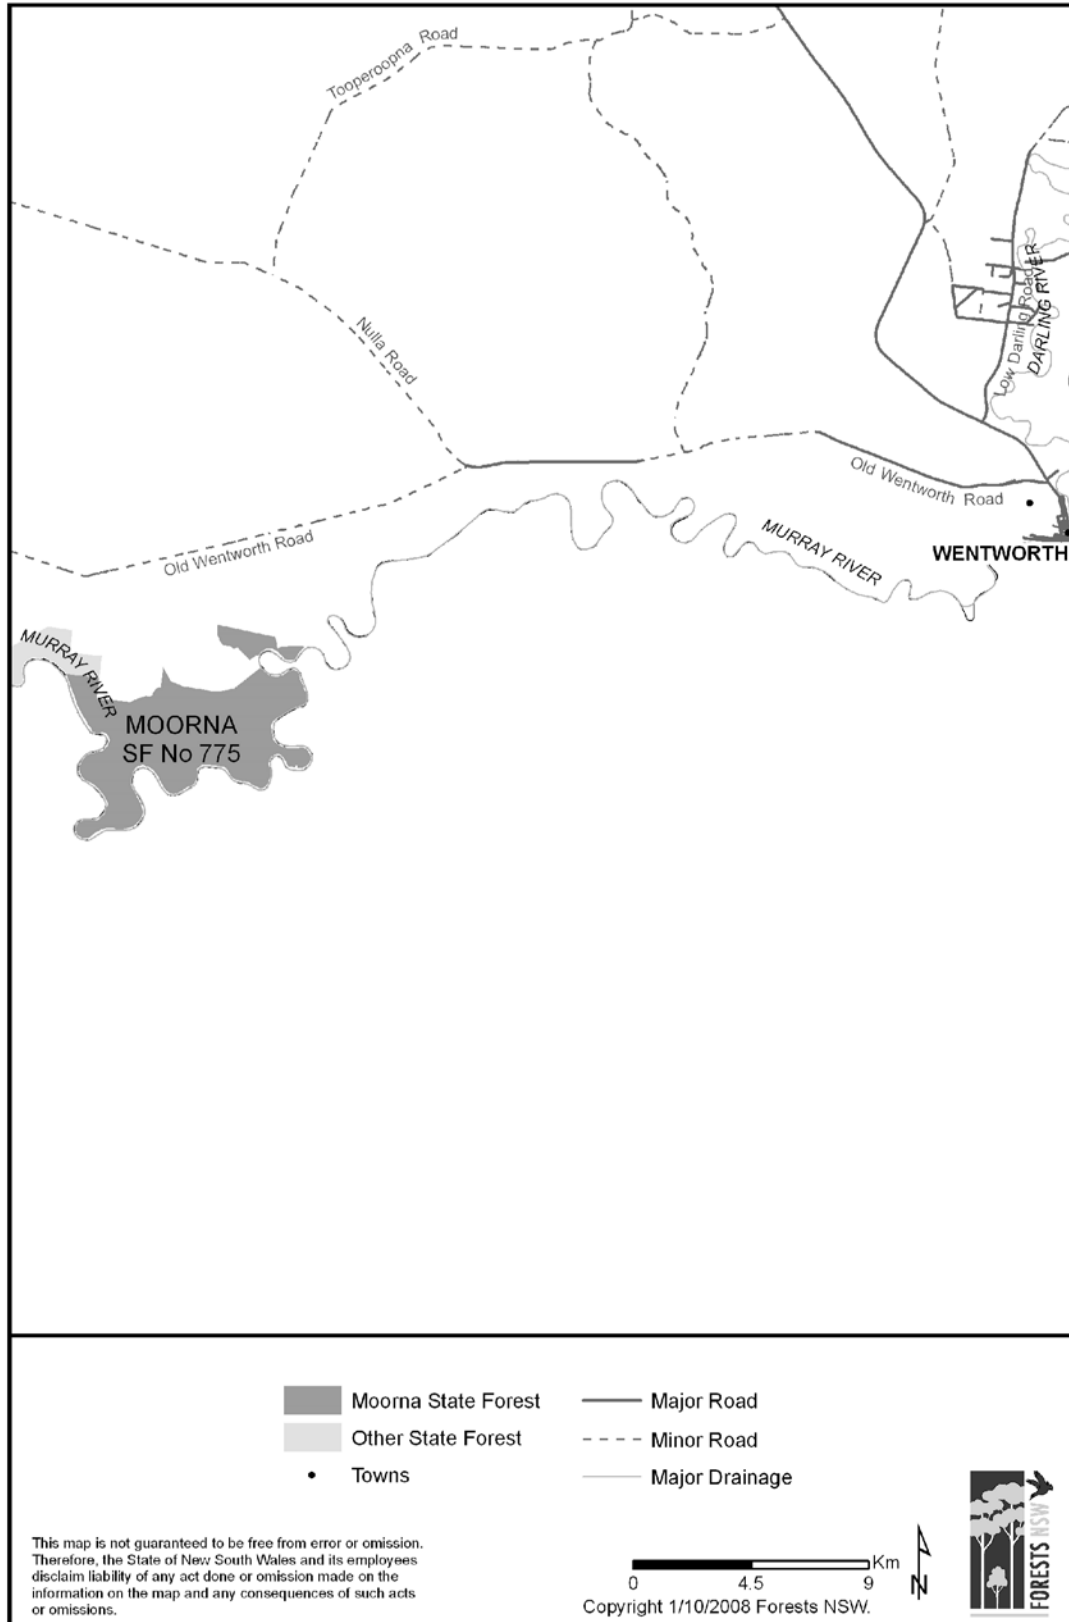 Tooperoopna Road
Nulla Road
Low Darling Road
DARLING RIVER
Old Wentworth Road
MURRAY RIVER
WENTWORTH
Old Wentworth Road
MURRAY RIVER
MOORNA
SF No 775
Moorna State Forest
Other State Forest
Towns
Major Road
Minor Road
Major Drainage
This map is not guaranteed to be free from error or omission.
Therefore, the State of New South Wales and its employees
disclaim liability of any act done or omission made on the
information on the map and any consequences of such acts
or omissions.
Km
0 4.5 9
Copyright 1/10/2008 Forests NSW.
N
FORESTS NSW